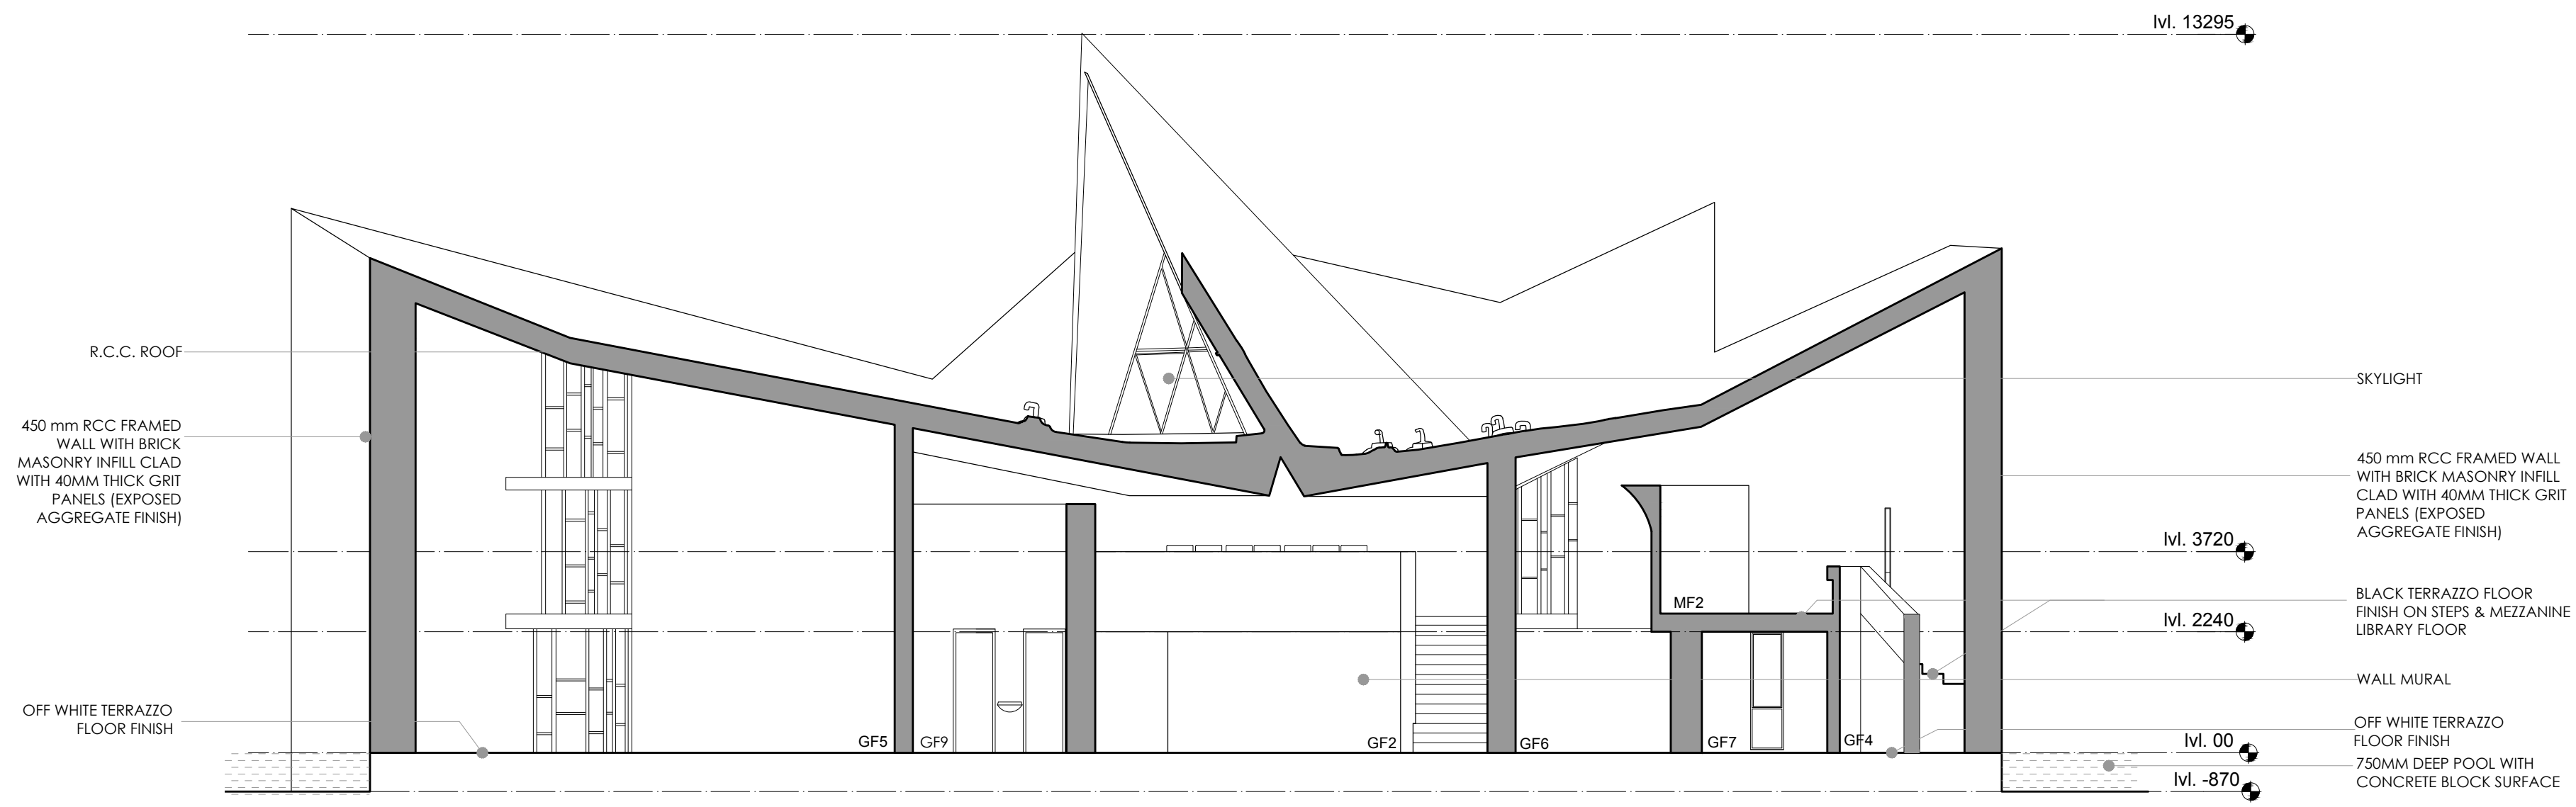 lvl. 13295
R.C.C. ROOF
450 mm RCC FRAMED
WALL WITH BRICK
MASONRY INFILL CLAD
WITH 40MM THICK GRIT
PANELS (EXPOSED
AGGREGATE FINISH)
OFF WHITE TERRAZZO
FLOOR FINISH
GF5
GF9
GF2
GF6
MF2
GF7
GF4
lvl. 3720
lvl. 2240
lvl. 00
lvl. -870
SKYLIGHT
450 mm RCC FRAMED WALL
WITH BRICK MASONRY INFILL
CLAD WITH 40MM THICK GRIT
PANELS (EXPOSED
AGGREGATE FINISH)
BLACK TERRAZZO FLOOR
FINISH ON STEPS & MEZZANINE
LIBRARY FLOOR
WALL MURAL
OFF WHITE TERRAZZO
FLOOR FINISH
750MM DEEP POOL WITH
CONCRETE BLOCK SURFACE